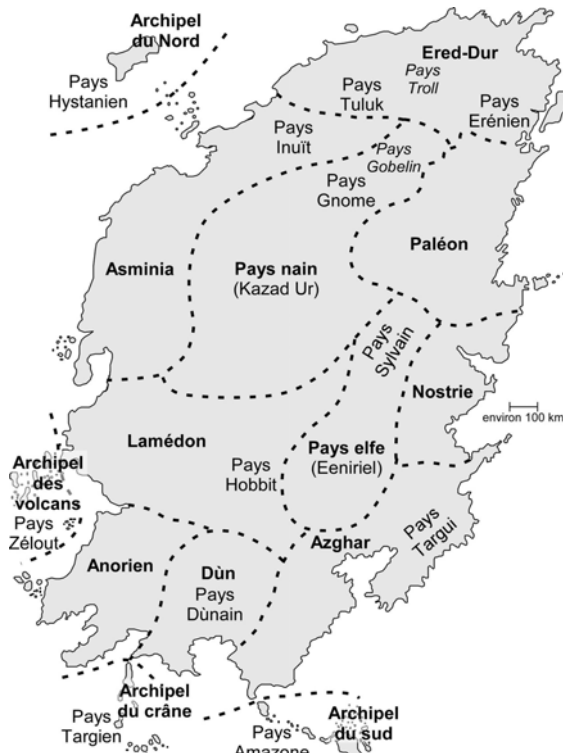 Archipel
du Nord
Pays
Hystanien
Ered-Dur
Pays
Troll
Pays
Tuluk
Pays
Erénien
Pays
Inuït
Pays
Gobelin
Pays
Gnome
Paléon
Asminia
Pays nain
(Kazad Ur)
Pays
Sylvain
Nostrie
environ 100 km
Lamédon
Pays elfe
(Eeniriel)
Pays
Hobbit
Archipel
des
volcans
Pays
Zélout
Pays
Targui
Azghar
Anorien
Dùn
Pays
Dùnain
Archipel
du crâne
Pays
Targien
Archipel
du sud
Pays
Amazone